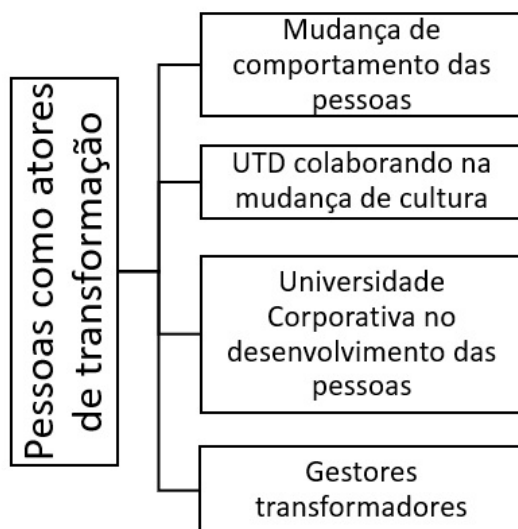 Pessoas como atores
de transformação
Mudança de
comportamento das
pessoas
UTD colaborando na
mudança de cultura
Universidade
Corporativa no
desenvolvimento das
pessoas
Gestores
transformadores